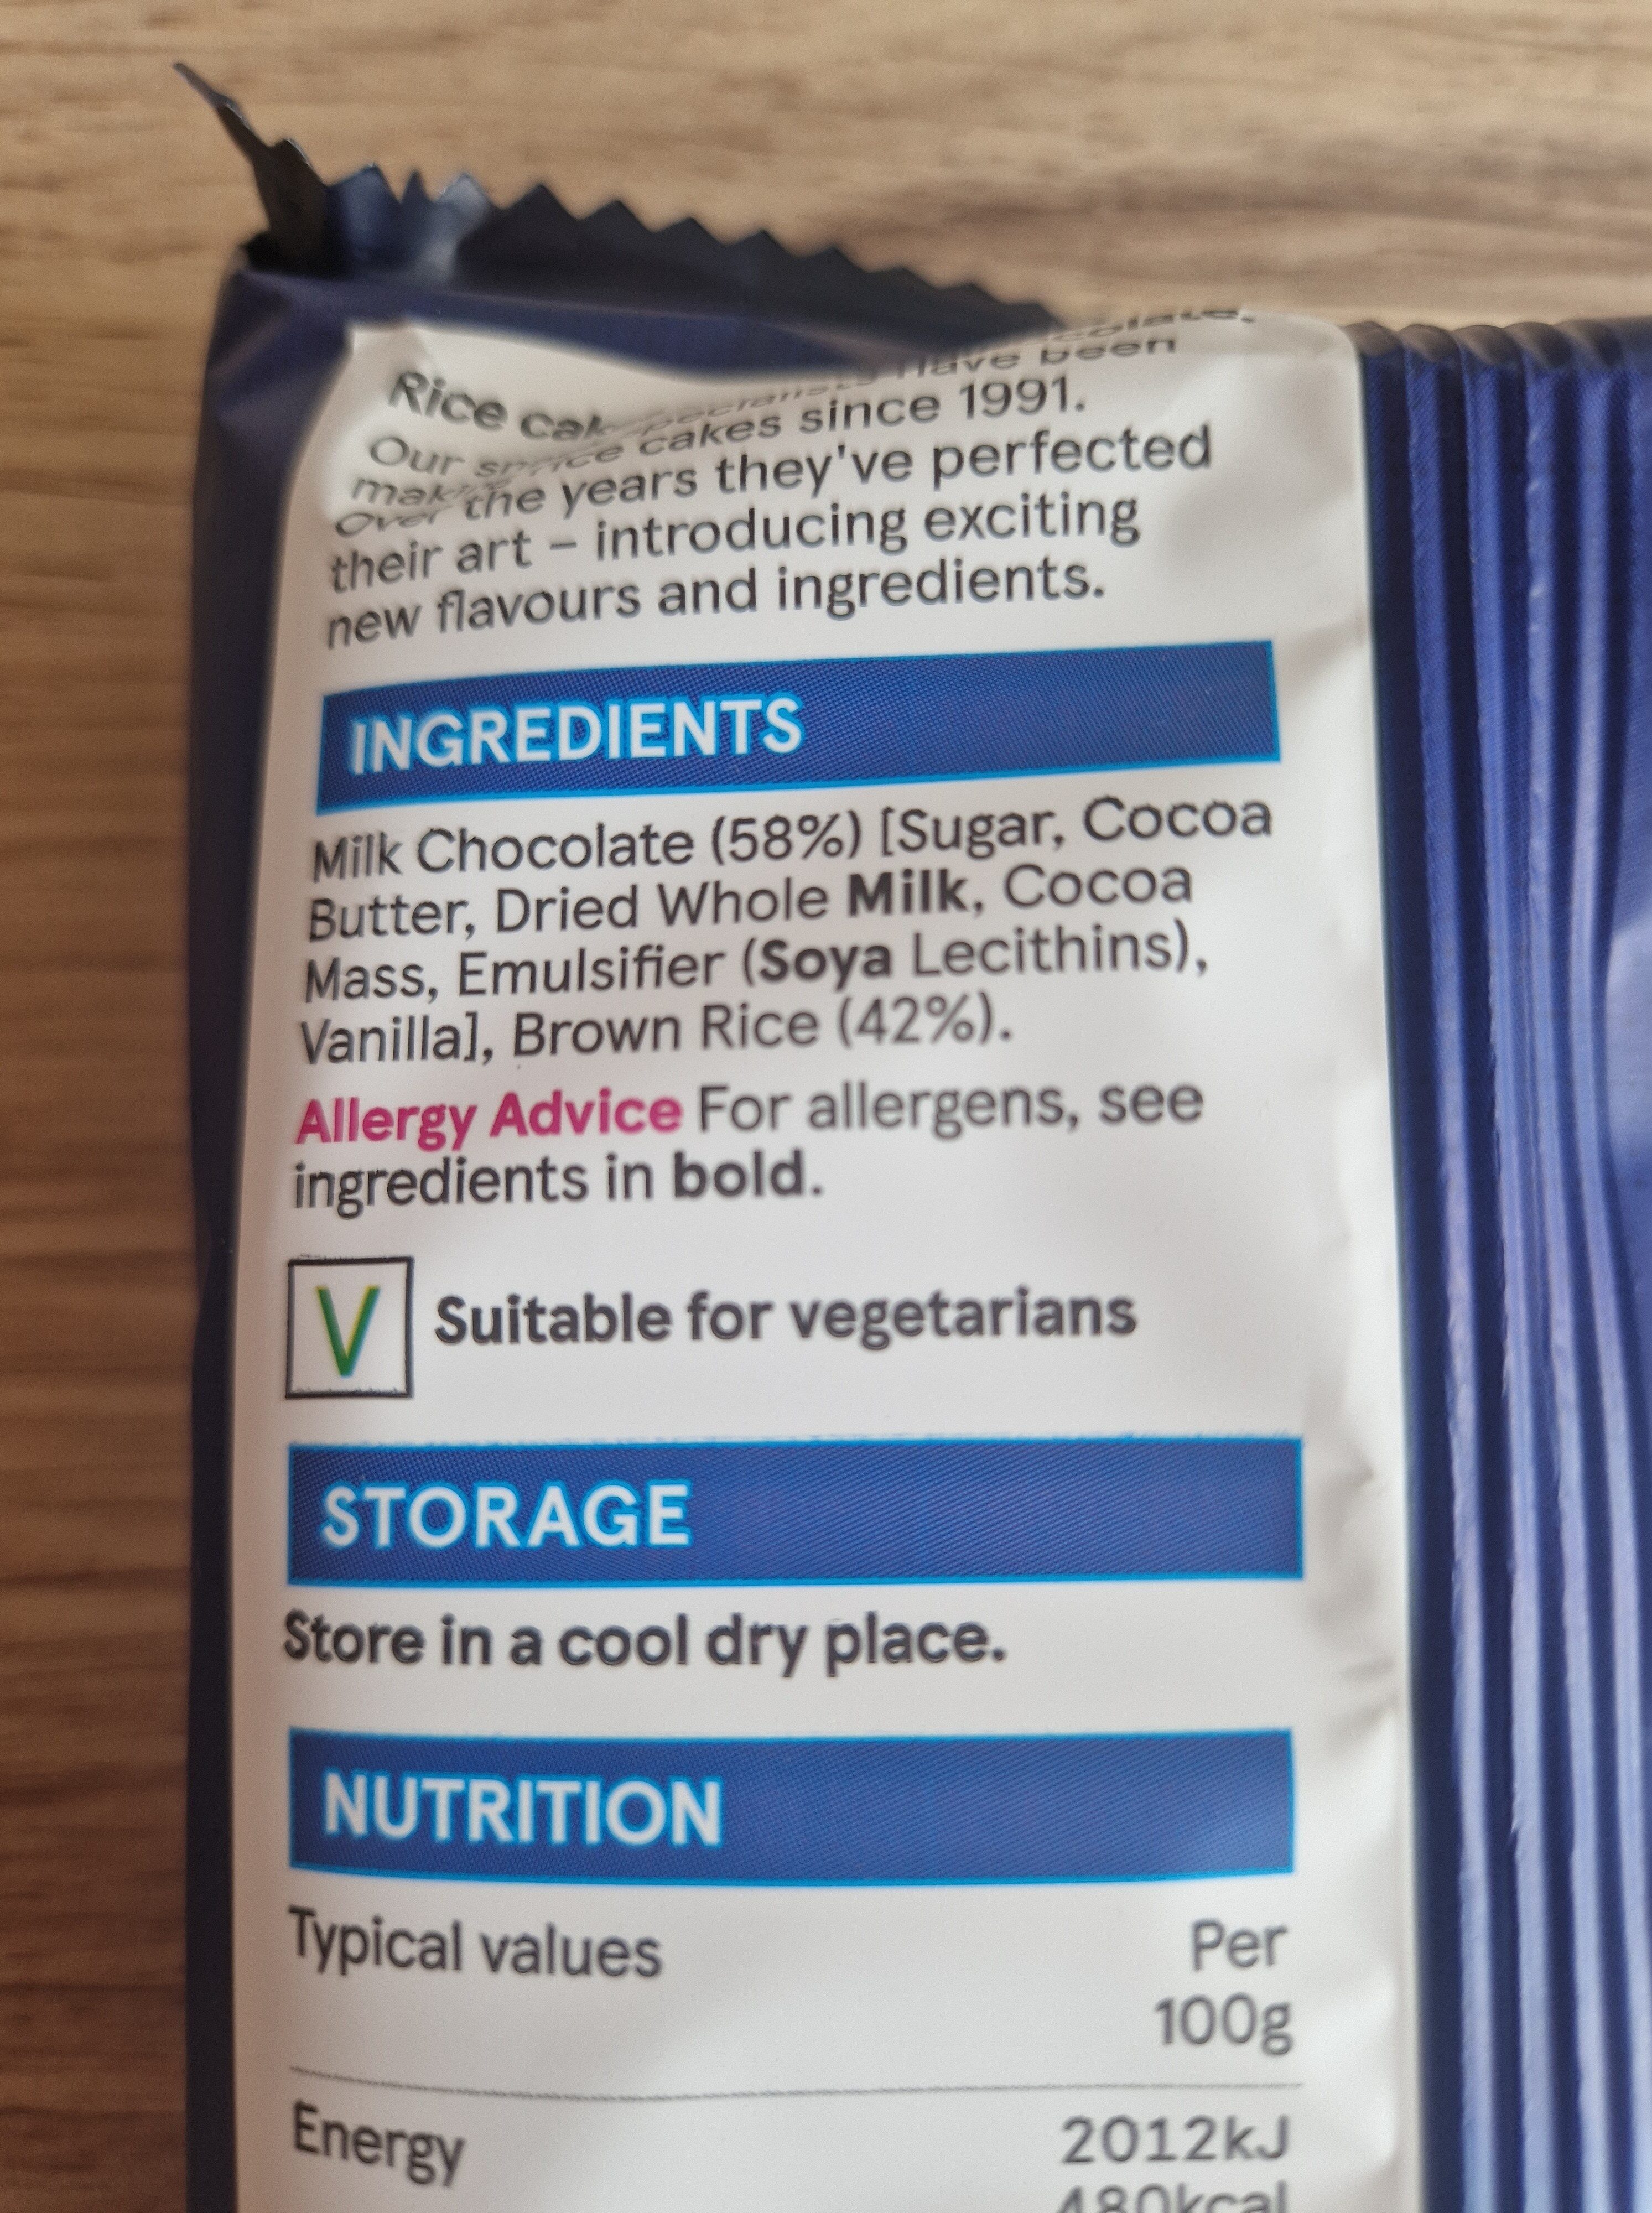 Rice
Our
cakes since 1991.
Over the years they've perfected
their art – introducing exciting
new flavours and ingredients.
INGREDIENTS
Milk Chocolate (58%) [Sugar, Cocoa
Butter, Dried Whole Milk, Cocoa
Mass, Emulsifier (Soya Lecithins),
Vanilla], Brown Rice (42%).
Allergy Advice For allergens, see
ingredients in bold.
V Suitable for vegetarians
STORAGE
Store in a cool dry place.
NUTRITION
Typical values Per
100g
Energy 2012kJ
480kcal